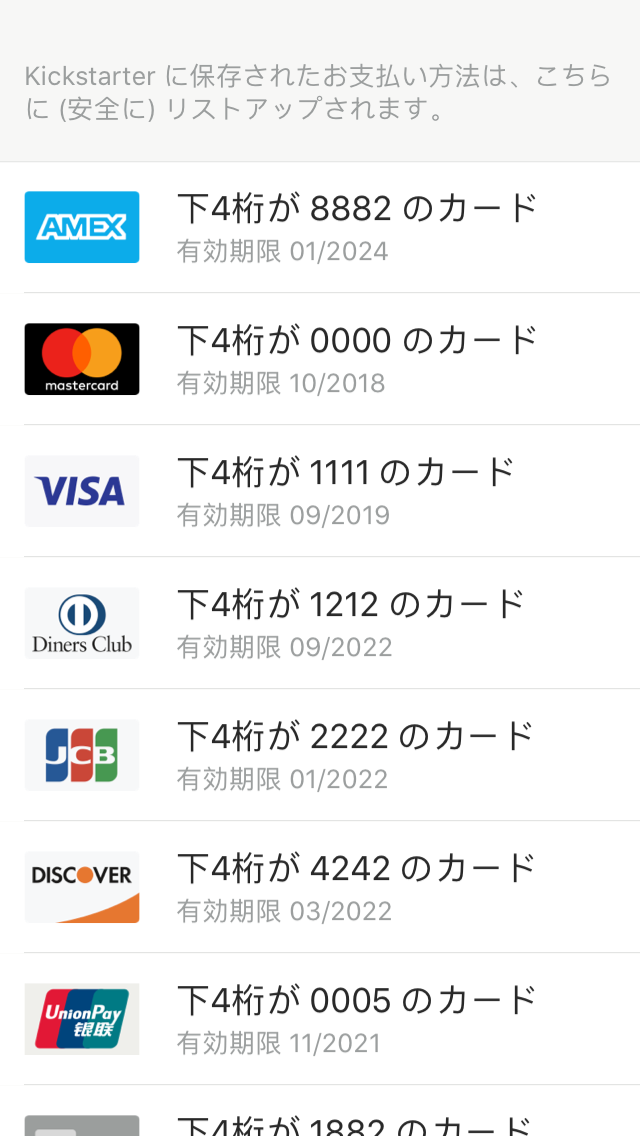 Kickstarter に保存されたお支払い方法は、こちら
に (安全に) リストアップされます。
AMEX
下4桁が 8882 のカード
有効期限 01/2024
mastercard
下4桁が 0000 のカード
有効期限 10/2018
VISA
下4桁が 1111 のカード
有効期限 09/2019
Diners Club
下4桁が 1212 のカード
有効期限 09/2022
JCB
下4桁が 2222 のカード
有効期限 01/2022
DISCOVER
下4桁が 4242 のカード
有効期限 03/2022
UnionPay
银联
下4桁が 0005 のカード
有効期限 11/2021
下4桁が 1882 のカード